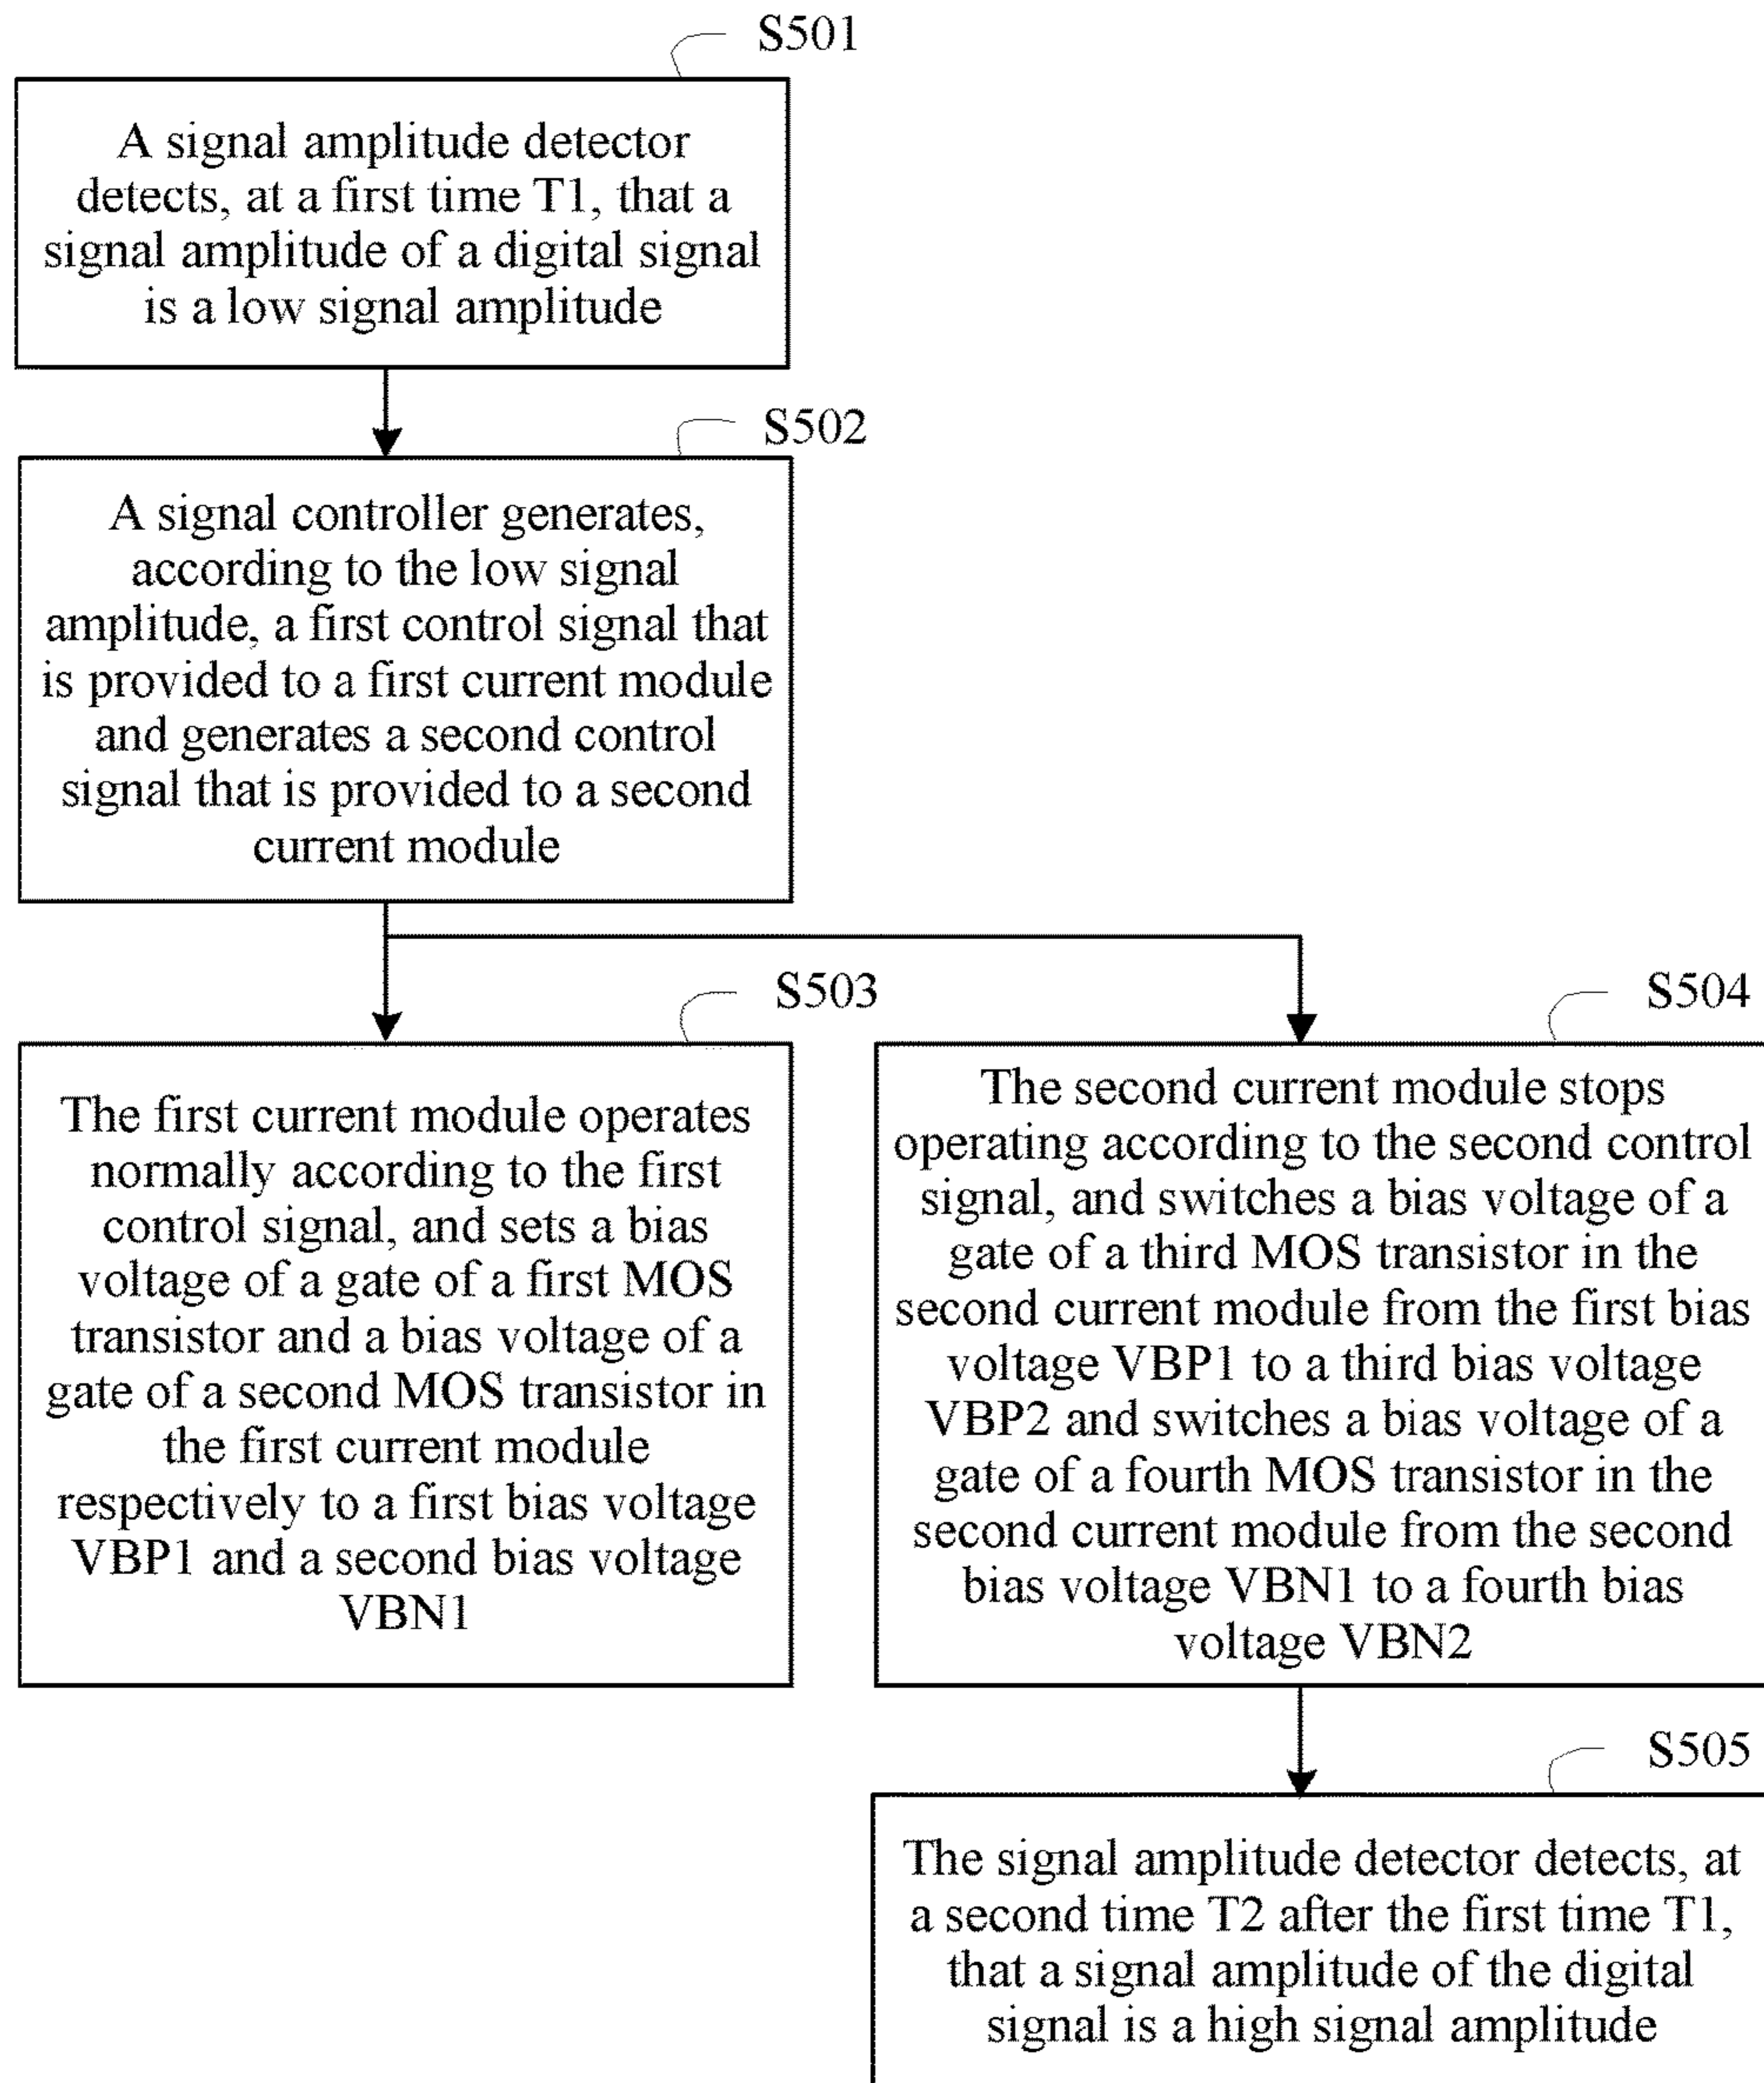 S501
A signal amplitude detector
detects, at a first time T1, that a
signal amplitude of a digital signal
is a low signal amplitude
S502
A signal controller generates,
according to the low signal
amplitude, a first control signal that
is provided to a first current module
and generates a second control
signal that is provided to a second
current module
S503
The first current module operates
normally according to the first
control signal, and sets a bias
voltage of a gate of a first MOS
transistor and a bias voltage of a
gate of a second MOS transistor in
the first current module
respectively to a first bias voltage
VBP1 and a second bias voltage
VBN1
S504
The second current module stops
operating according to the second control
signal, and switches a bias voltage of a
gate of a third MOS transistor in the
second current module from the first bias
voltage VBP1 to a third bias voltage
VBP2 and switches a bias voltage of a
gate of a fourth MOS transistor in the
second current module from the second
bias voltage VBN1 to a fourth bias
voltage VBN2
S505
The signal amplitude detector detects, at
a second time T2 after the first time T1,
that a signal amplitude of the digital
signal is a high signal amplitude